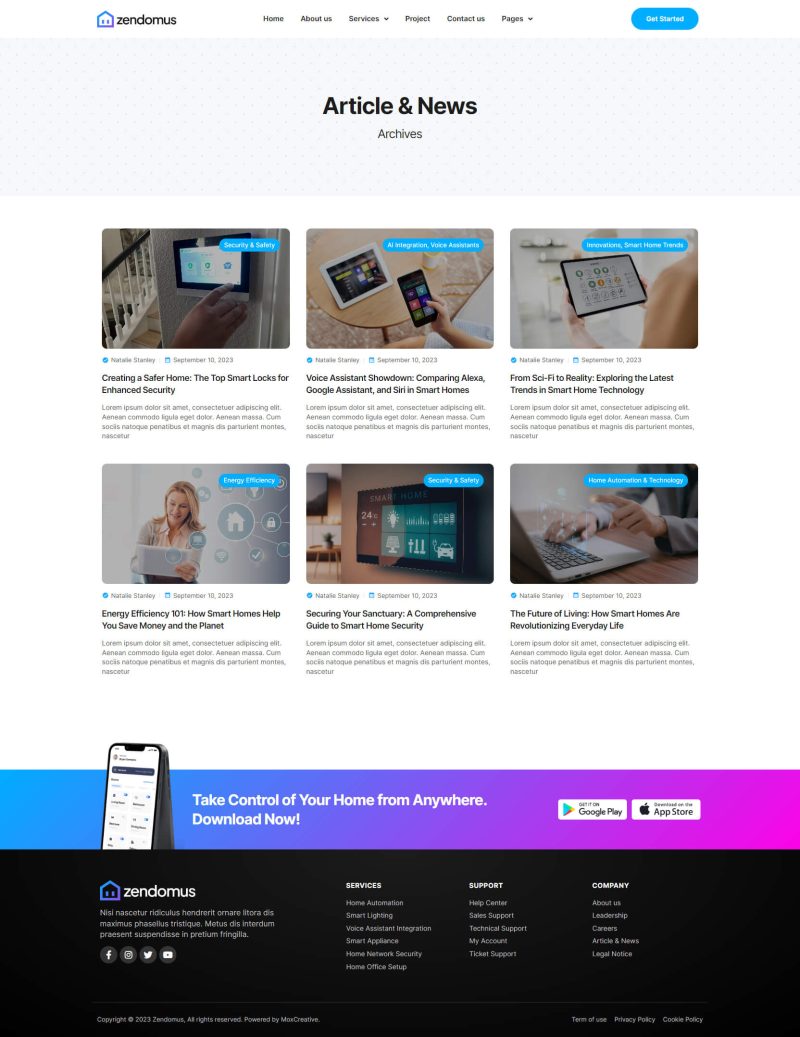 zendomus
Home
About us
Services
Project
Contact us
Pages
Get Started
Article & News
Archives
Security & Safety
Natalie Stanley
September 10, 2023
Creating a Safer Home: The Top Smart Locks for
Enhanced Security
Lorem ipsum dolor sit amet, consectetuer adipiscing elit.
Aenean commodo ligula eget dolor. Aenean massa. Cum
sociis natoque penatibus et magnis dis parturient montes,
nascetur
AI Integration, Voice Assistants
Natalie Stanley
September 10, 2023
Voice Assistant Showdown: Comparing Alexa,
Google Assistant, and Siri in Smart Homes
Lorem ipsum dolor sit amet, consectetuer adipiscing elit.
Aenean commodo ligula eget dolor. Aenean massa. Cum
sociis natoque penatibus et magnis dis parturient montes,
nascetur
Innovations, Smart Home Trends
Natalie Stanley
September 10, 2023
From Sci-Fi to Reality: Exploring the Latest
Trends in Smart Home Technology
Lorem ipsum dolor sit amet, consectetuer adipiscing elit.
Aenean commodo ligula eget dolor. Aenean massa. Cum
sociis natoque penatibus et magnis dis parturient montes,
nascetur
Energy Efficiency
Natalie Stanley
September 10, 2023
Energy Efficiency 101: How Smart Homes Help
You Save Money and the Planet
Lorem ipsum dolor sit amet, consectetuer adipiscing elit.
Aenean commodo ligula eget dolor. Aenean massa. Cum
sociis natoque penatibus et magnis dis parturient montes,
nascetur
Security & Safety
SMART HOME
24°c
Natalie Stanley
September 10, 2023
Securing Your Sanctuary: A Comprehensive
Guide to Smart Home Security
Lorem ipsum dolor sit amet, consectetuer adipiscing elit.
Aenean commodo ligula eget dolor. Aenean massa. Cum
sociis natoque penatibus et magnis dis parturient montes,
nascetur
Home Automation & Technology
Natalie Stanley
September 10, 2023
The Future of Living: How Smart Homes Are
Revolutionizing Everyday Life
Lorem ipsum dolor sit amet, consectetuer adipiscing elit.
Aenean commodo ligula eget dolor. Aenean massa. Cum
sociis natoque penatibus et magnis dis parturient montes,
nascetur
Take Control of Your Home from Anywhere.
Download Now!
GET IT ON
Google Play
Download on the
App Store
zendomus
Nisi nascetur ridiculus hendrerit ornare litora dis
maximus phasellus tristique. Metus dis interdum
praesent suspendisse in pretium fringilla.
SERVICES
Home Automation
Smart Lighting
Voice Assistant Integration
Smart Appliance
Home Network Security
Home Office Setup
SUPPORT
Help Center
Sales Support
Technical Support
My Account
Ticket Support
COMPANY
About us
Leadership
Careers
Article & News
Legal Notice
Copyright © 2023 Zendomus, All rights reserved. Powered by MoxCreative.
Term of use
Privacy Policy
Cookie Policy